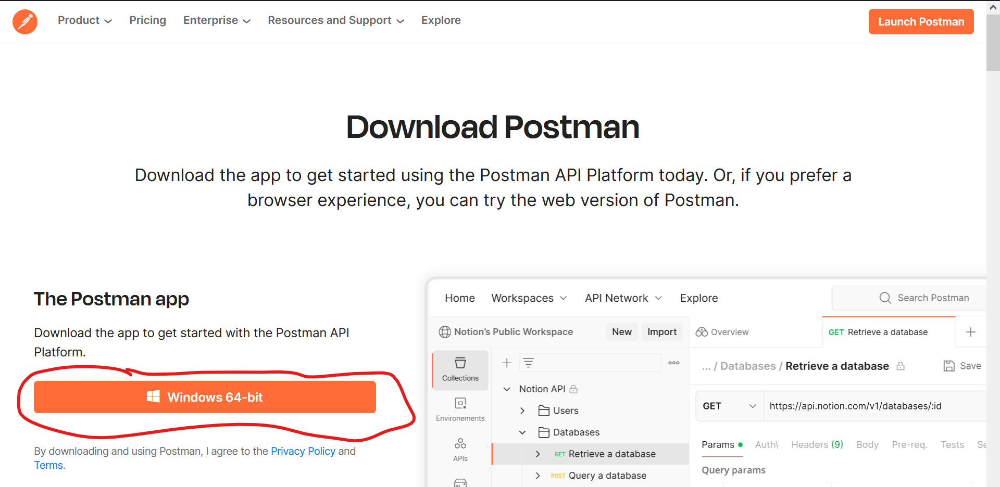 Product
Pricing
Enterprise
Resources and Support
Explore
Launch Postman
Download Postman
Download the app to get started using the Postman API Platform today. Or, if you prefer a
browser experience, you can try the web version of Postman.
The Postman app
Download the app to get started with the Postman API
Platform.
Windows 64-bit
By downloading and using Postman, I agree to the Privacy Policy and
Terms.
Home
Workspaces
API Network
Explore
Search Postman
Notion's Public Workspace
New
Import
Overview
GET Retrieve a database
Collections
Environements
APIs
Notion API
Users
Databases
GET Retrieve a database
POST Query a database
... / Databases / Retrieve a database
Save
GET
https://api.notion.com/v1/databases/:id
Params
Auth\
Headers (9)
Body
Pre-req.
Tests
Se
Query params